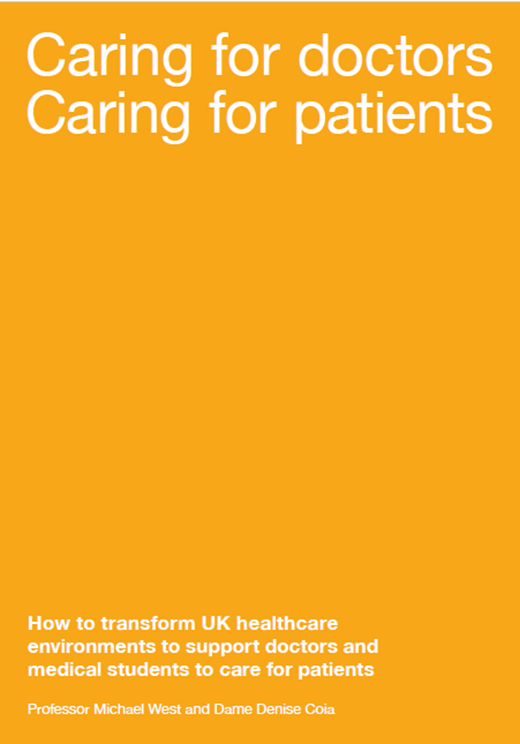 Caring for doctors
Caring for patients
How to transform UK healthcare
environments to support doctors and
medical students to care for patients
Professor Michael West and Dame Denise Coia